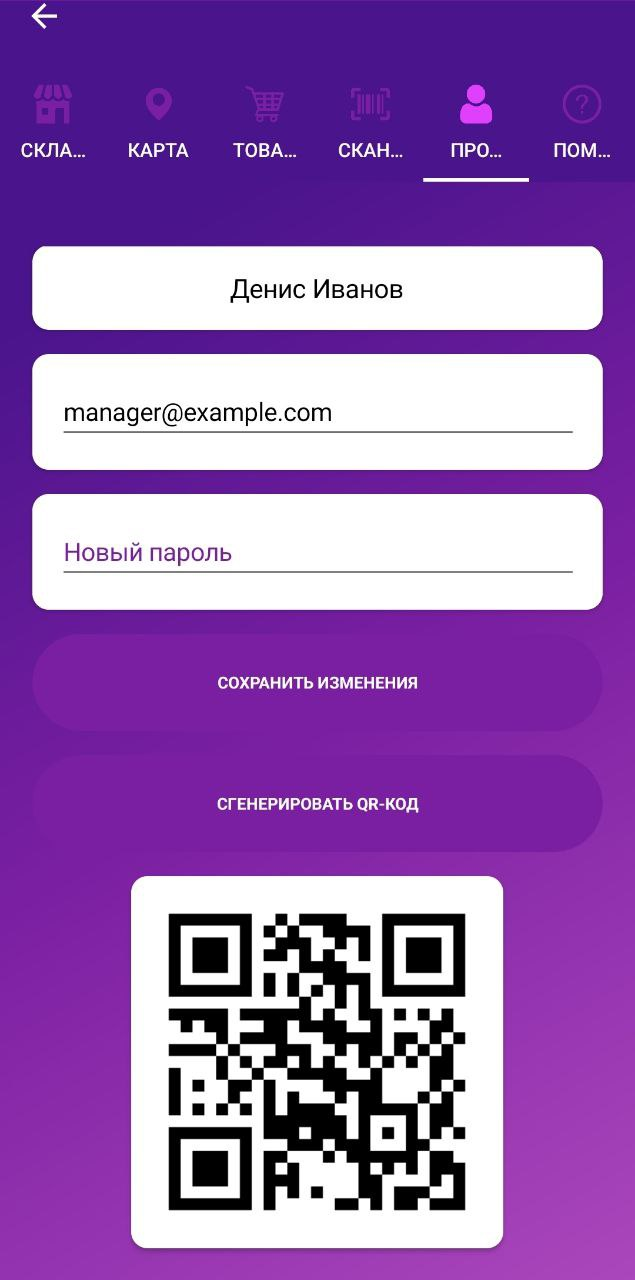 СКЛА...
КАРТА
ТОВА...
СКАН...
ПРО...
ПОМ...
Денис Иванов
manager@example.com
Новый пароль
СОХРАНИТЬ ИЗМЕНЕНИЯ
СГЕНЕРИРОВАТЬ QR-КОД